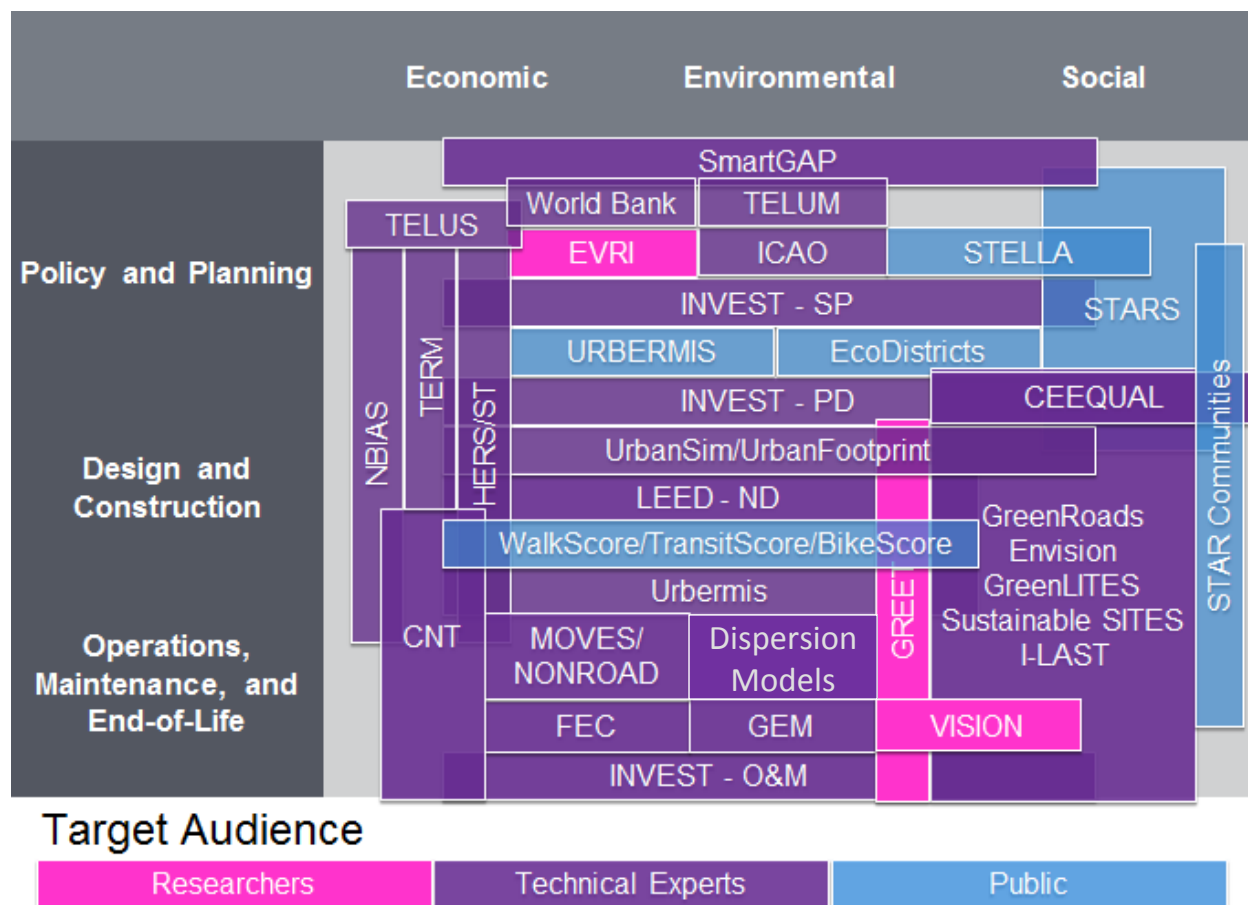 Economic Environmental Social
SmartGAP
World Bank TELUM
TELUS
EVRI ICAO STELLA
Policy and Planning
INVEST - SP
STARS
URBERMIS EcoDistricts
TERM
CEEQUAL
INVEST - PD
NBIAS
HERS/ST
STAR Communities
UrbanSim/UrbanFootprint
Design and
Construction
LEED - ND
GreenRoads
Envision
GreenLITES
Sustainable SITES
I-LAST
WalkScore/TransitScore/BikeScore
Urbermis
GREET
CNT
Operations,
Maintenance, and
End-of-Life
MOVES/
NONROAD
Dispersion
Models
FEC GEM VISION
INVEST - O&M
Target Audience
Researchers Technical Experts Public